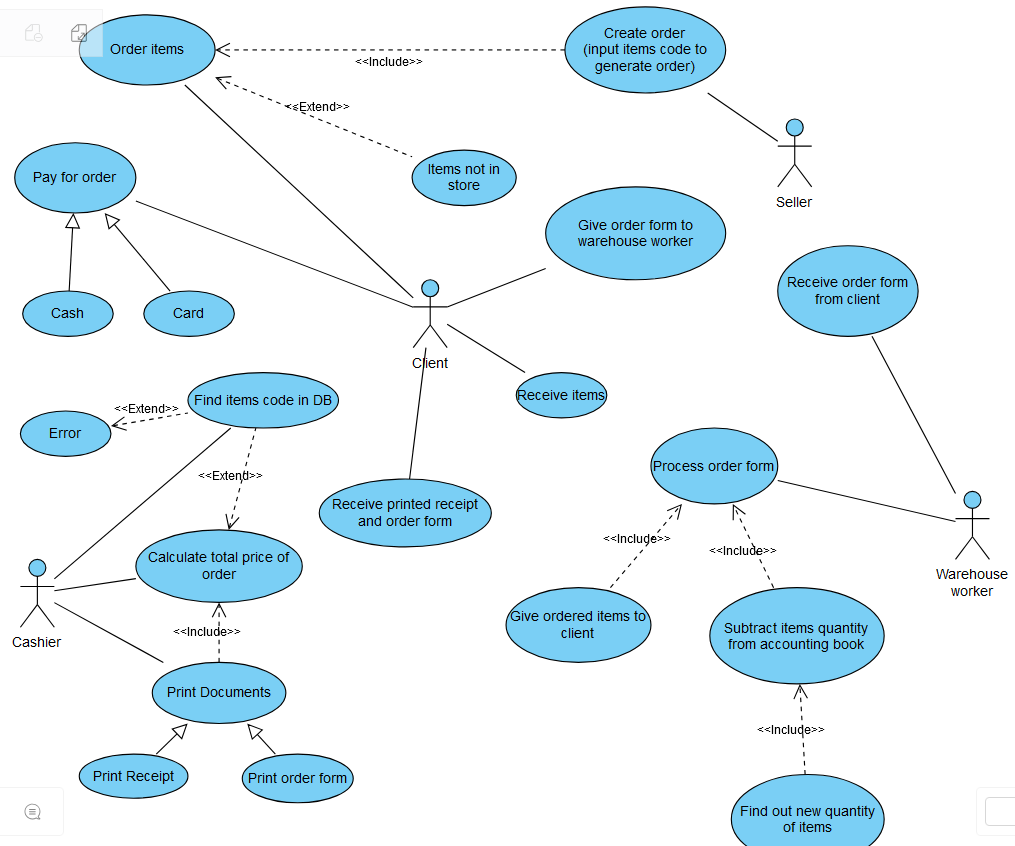 Order items
Create order
(input items code to
generate order)
<<Include>>
<<Extend>>
Items not in
store
Seller
Pay for order
Give order form to
warehouse worker
Receive order form
from client
Cash
Card
Client
Receive items
Find items code in DB
<<Extend>>
Error
<<Extend>>
Receive printed receipt
and order form
Process order form
<<Include>>
<<Include>>
Warehouse
worker
Calculate total price of
order
Cashier
<<Include>>
Give ordered items to
client
Subtract items quantity
from accounting book
Print Documents
<<Include>>
Print Receipt
Print order form
Find out new quantity
of items